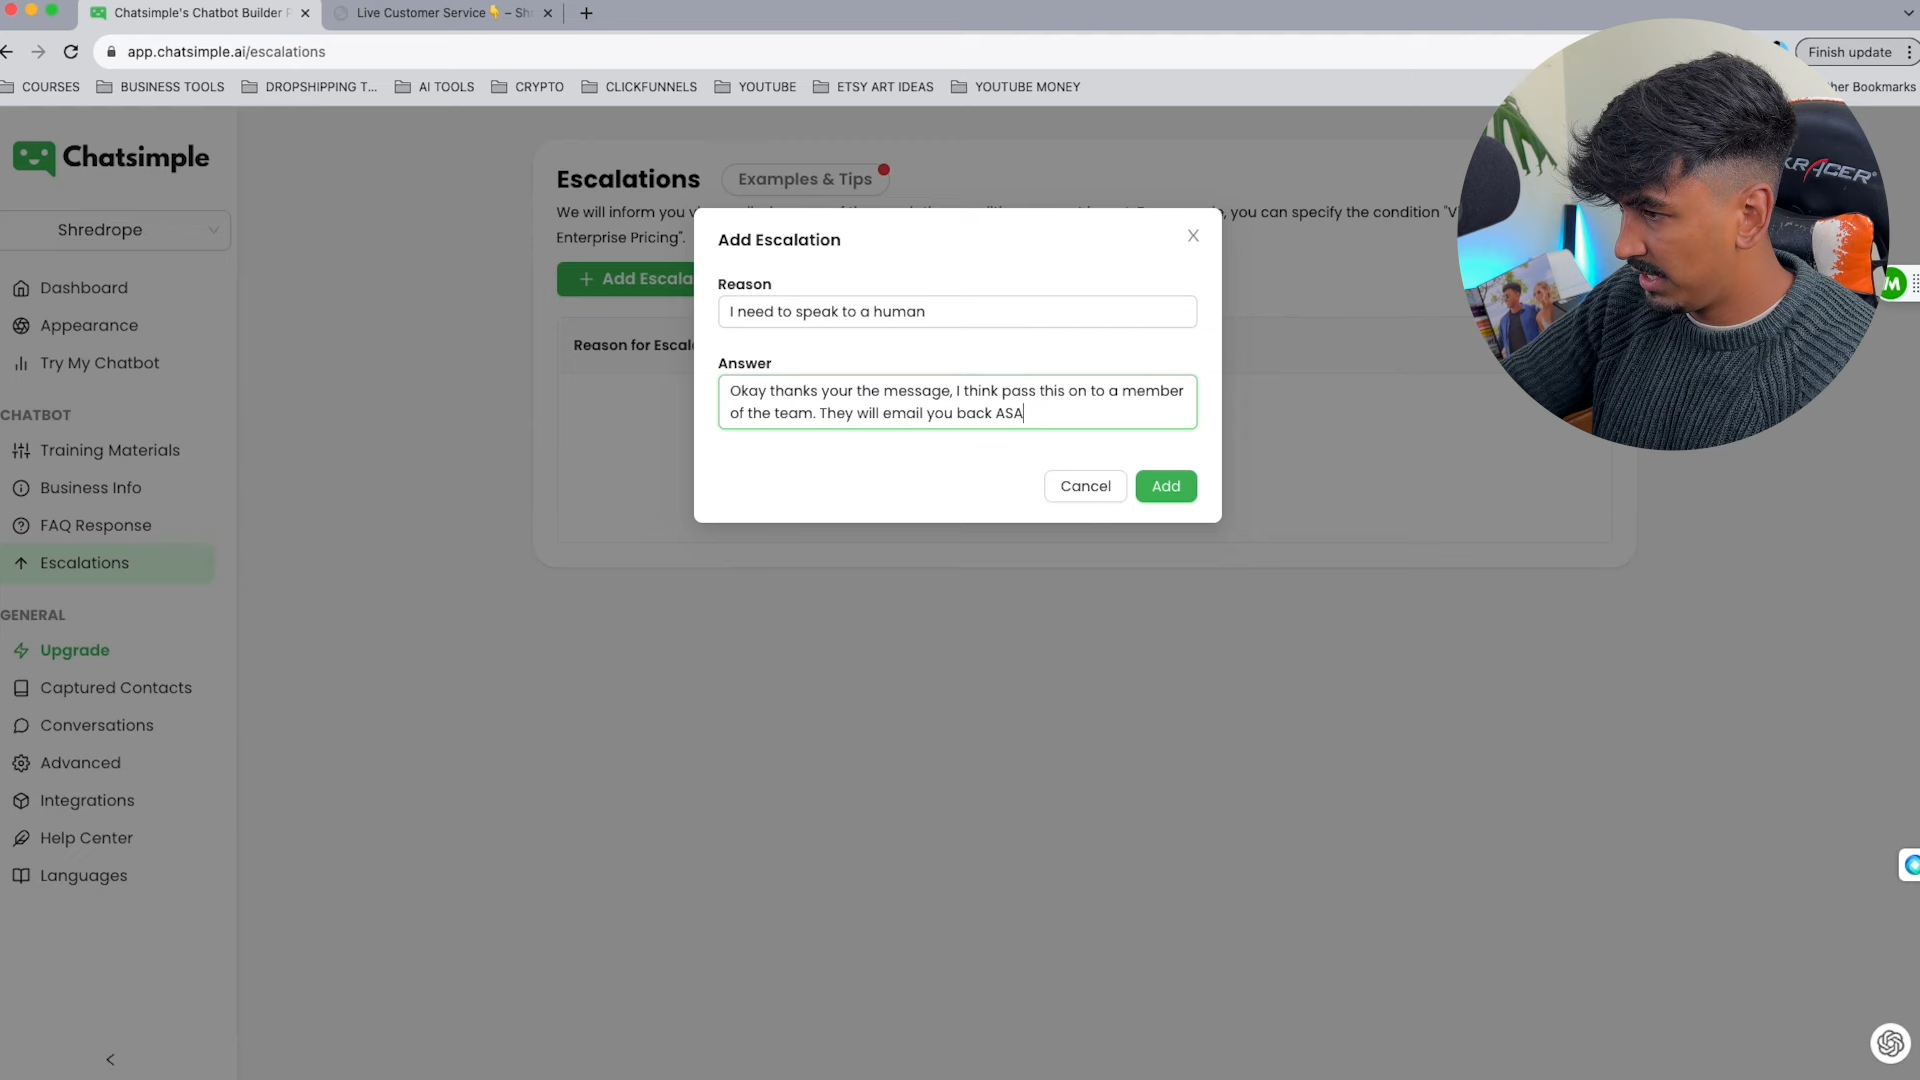 Chatsimple's Chatbot Builder P
Live Customer Service👇 – Sh
app.chatsimple.ai/escalations
Finish update
COURSES
BUSINESS TOOLS
DROPSHIPPING T...
AI TOOLS
CRYPTO
CLICKFUNNELS
YOUTUBE
ETSY ART IDEAS
YOUTUBE MONEY
her Bookmarks
Chatsimple
Shredrope
Dashboard
Appearance
Try My Chatbot
CHATBOT
Training Materials
Business Info
FAQ Response
Escalations
GENERAL
Upgrade
Captured Contacts
Conversations
Advanced
Integrations
Help Center
Languages
Escalations
Examples & Tips
We will inform you v
, you can specify the condition "V
Enterprise Pricing".
+ Add Escala
Reason for Escal
Add Escalation
Reason
I need to speak to a human
Answer
Okay thanks your the message, I think pass this on to a member
of the team. They will email you back ASA
Cancel
Add
XRACER
M